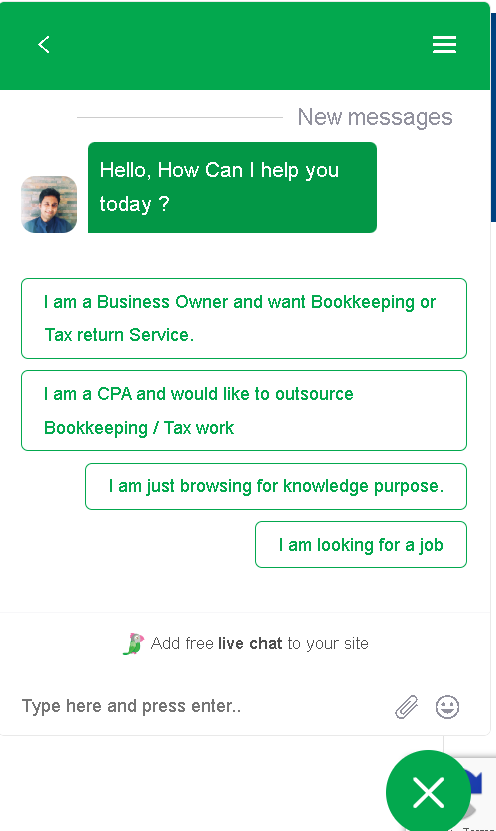 New messages
Hello, How Can I help you
today ?
I am a Business Owner and want Bookkeeping or
Tax return Service.
I am a CPA and would like to outsource
Bookkeeping / Tax work
I am just browsing for knowledge purpose.
I am looking for a job
Add free live chat to your site
Type here and press enter..